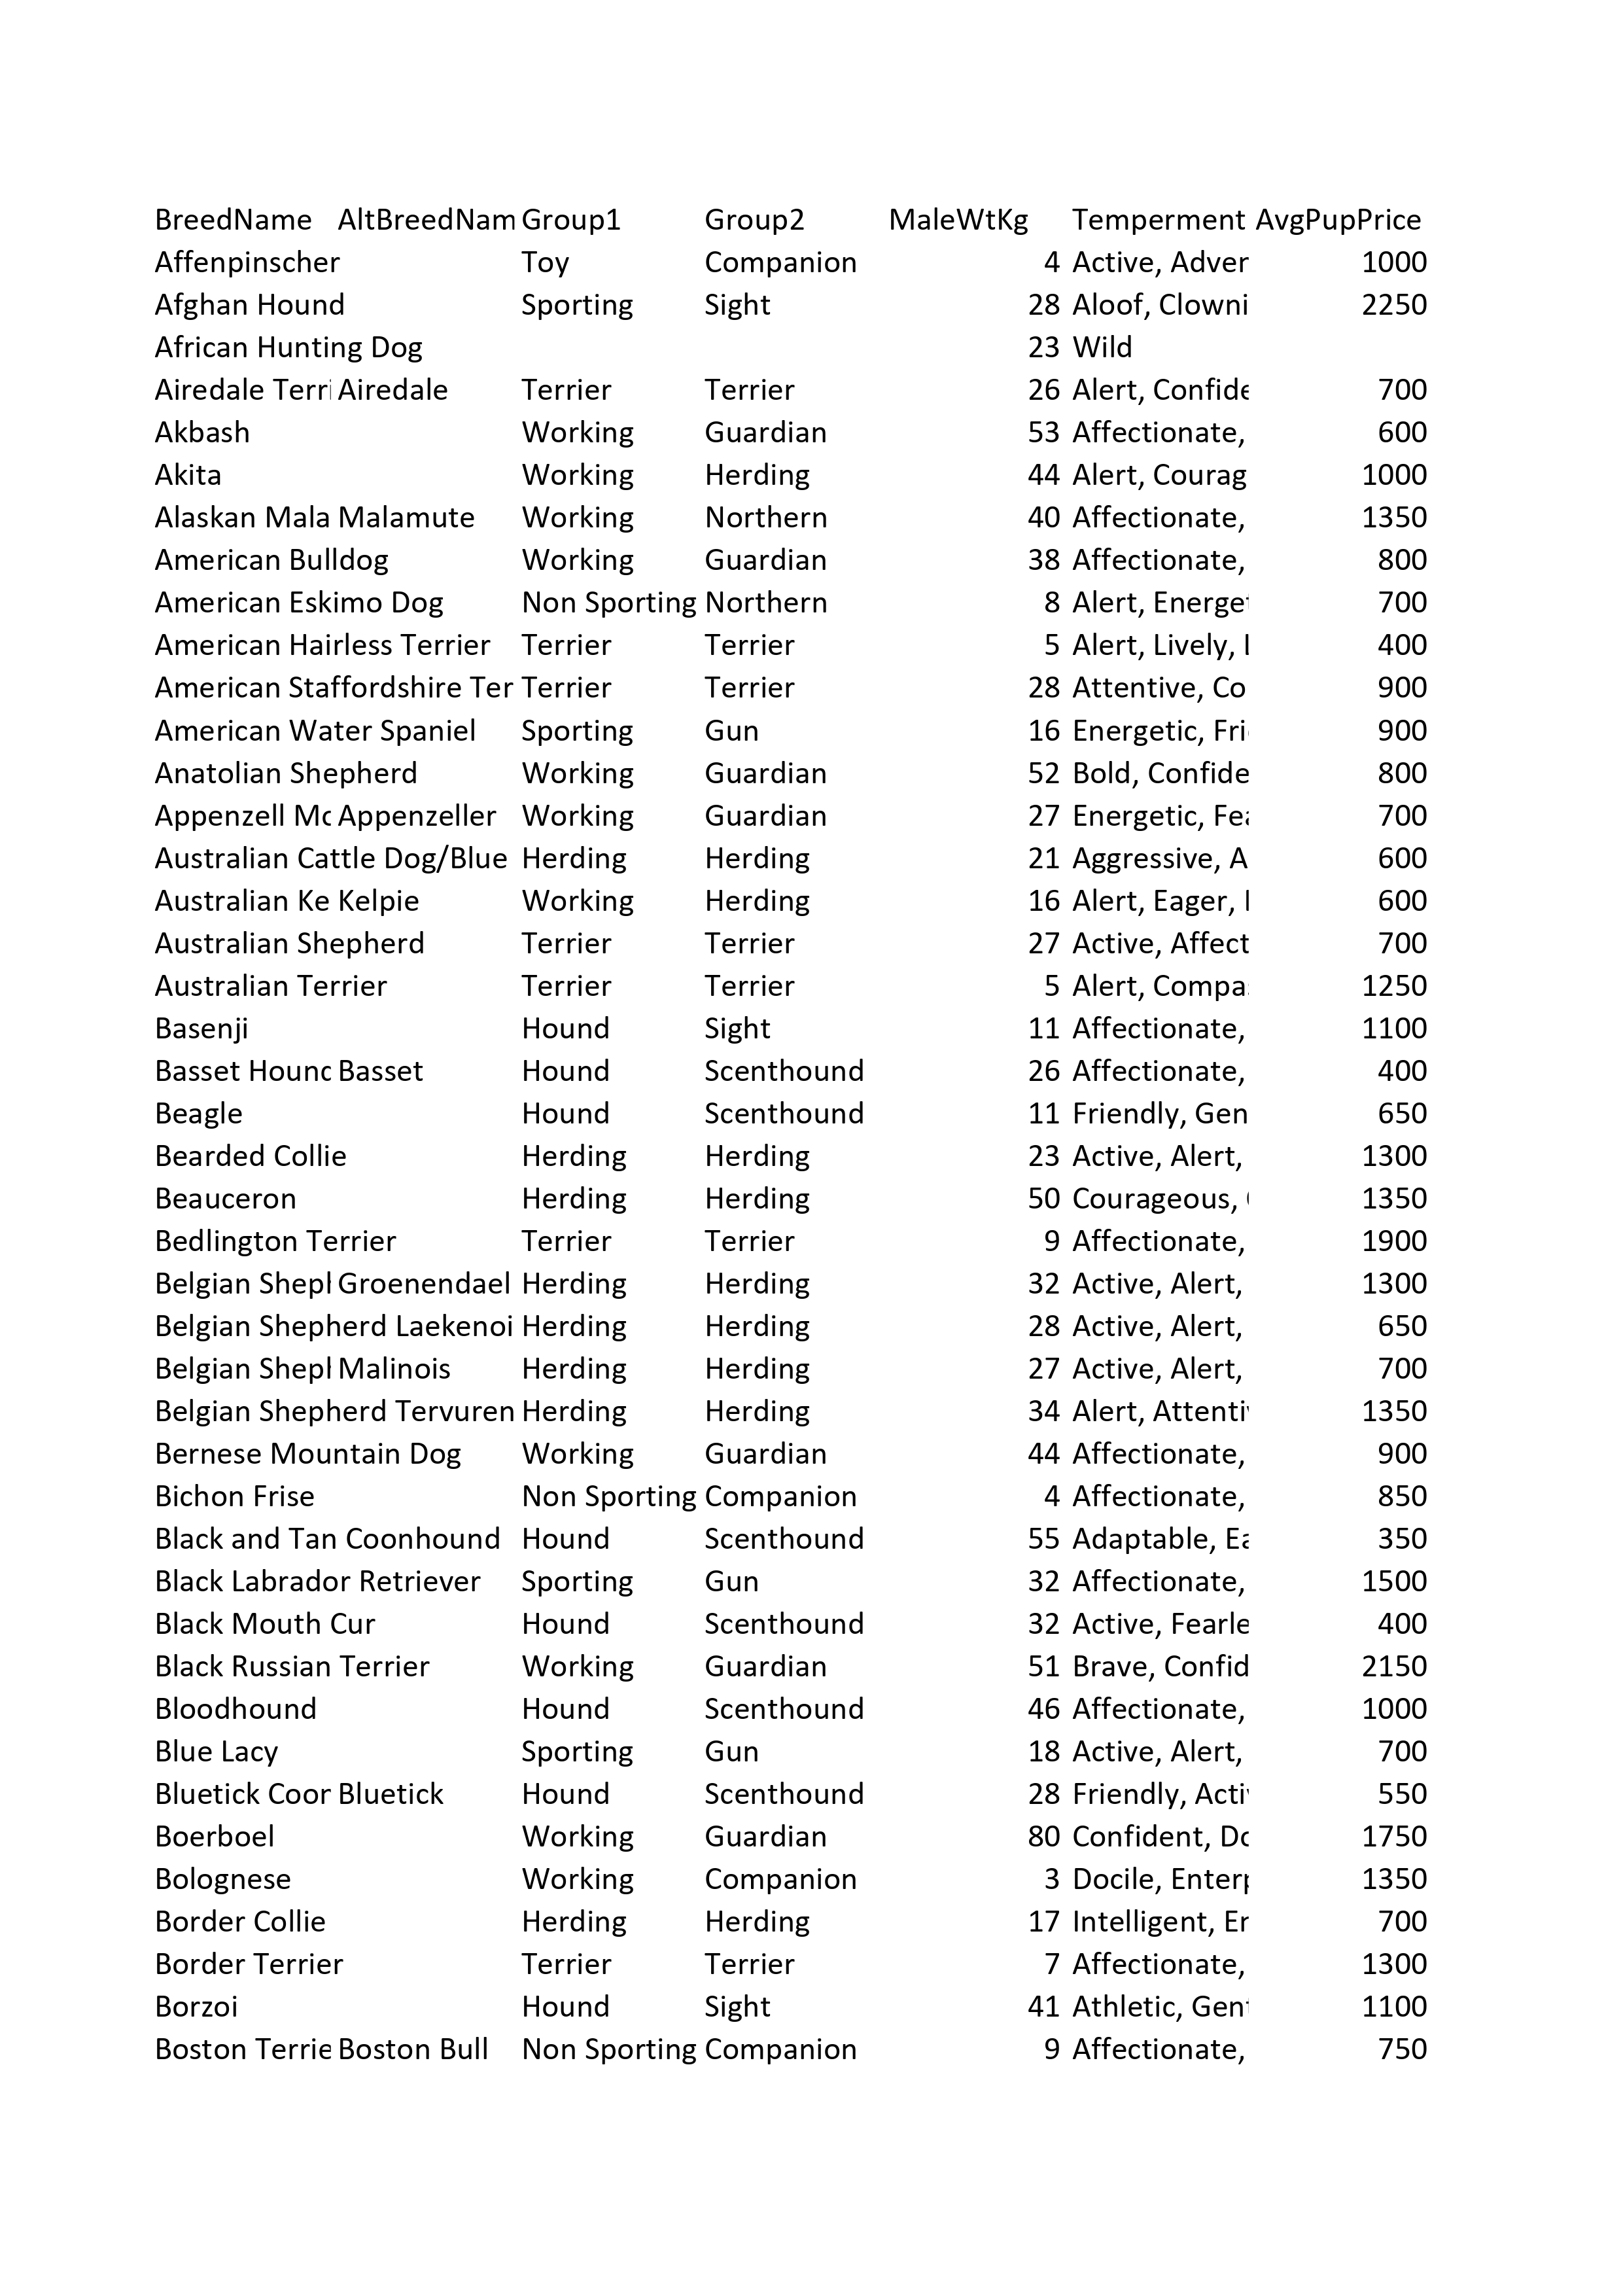 BreedName AltBreedNam Group1 Group2 MaleWtKg Temperment AvgPupPrice
Affenpinscher Toy Companion 4 Active, Adver 1000
Afghan Hound Sporting Sight 28 Aloof, Clowni 2250
African Hunting Dog 23 Wild
Airedale Terri Airedale Terrier Terrier 26 Alert, Confide 700
Akbash Working Guardian 53 Affectionate, 600
Akita Working Herding 44 Alert, Courag 1000
Alaskan Mala Malamute Working Northern 40 Affectionate, 1350
American Bulldog Working Guardian 38 Affectionate, 800
American Eskimo Dog Non Sporting Northern 8 Alert, Energet 700
American Hairless Terrier Terrier Terrier 5 Alert, Lively, 400
American Staffordshire Ter Terrier Terrier 28 Attentive, Co 900
American Water Spaniel Sporting Gun 16 Energetic, Fri 900
Anatolian Shepherd Working Guardian 52 Bold, Confide 800
Appenzell Mo Appenzeller Working Guardian 27 Energetic, Fea 700
Australian Cattle Dog/Blue Herding Herding 21 Aggressive, A 600
Australian Ke Kelpie Working Herding 16 Alert, Eager, 600
Australian Shepherd Terrier Terrier 27 Active, Affect 700
Australian Terrier Terrier Terrier 5 Alert, Compas 1250
Basenji Hound Sight 11 Affectionate, 1100
Basset Hound Basset Hound Scenthound 26 Affectionate, 400
Beagle Hound Scenthound 11 Friendly, Gen 650
Bearded Collie Herding Herding 23 Active, Alert, 1300
Beauceron Herding Herding 50 Courageous, 1350
Bedlington Terrier Terrier Terrier 9 Affectionate, 1900
Belgian Sheph Groenendael Herding Herding 32 Active, Alert, 1300
Belgian Shepherd Laekenoi Herding Herding 28 Active, Alert, 650
Belgian Sheph Malinois Herding Herding 27 Active, Alert, 700
Belgian Shepherd Tervuren Herding Herding 34 Alert, Attentiv 1350
Bernese Mountain Dog Working Guardian 44 Affectionate, 900
Bichon Frise Non Sporting Companion 4 Affectionate, 850
Black and Tan Coonhound Hound Scenthound 55 Adaptable, Ea 350
Black Labrador Retriever Sporting Gun 32 Affectionate, 1500
Black Mouth Cur Hound Scenthound 32 Active, Fearle 400
Black Russian Terrier Working Guardian 51 Brave, Confid 2150
Bloodhound Hound Scenthound 46 Affectionate, 1000
Blue Lacy Sporting Gun 18 Active, Alert, 700
Bluetick Coon Bluetick Hound Scenthound 28 Friendly, Activ 550
Boerboel Working Guardian 80 Confident, Do 1750
Bolognese Working Companion 3 Docile, Enterp 1350
Border Collie Herding Herding 17 Intelligent, En 700
Border Terrier Terrier Terrier 7 Affectionate, 1300
Borzoi Hound Sight 41 Athletic, Gent 1100
Boston Terrie Boston Bull Non Sporting Companion 9 Affectionate, 750